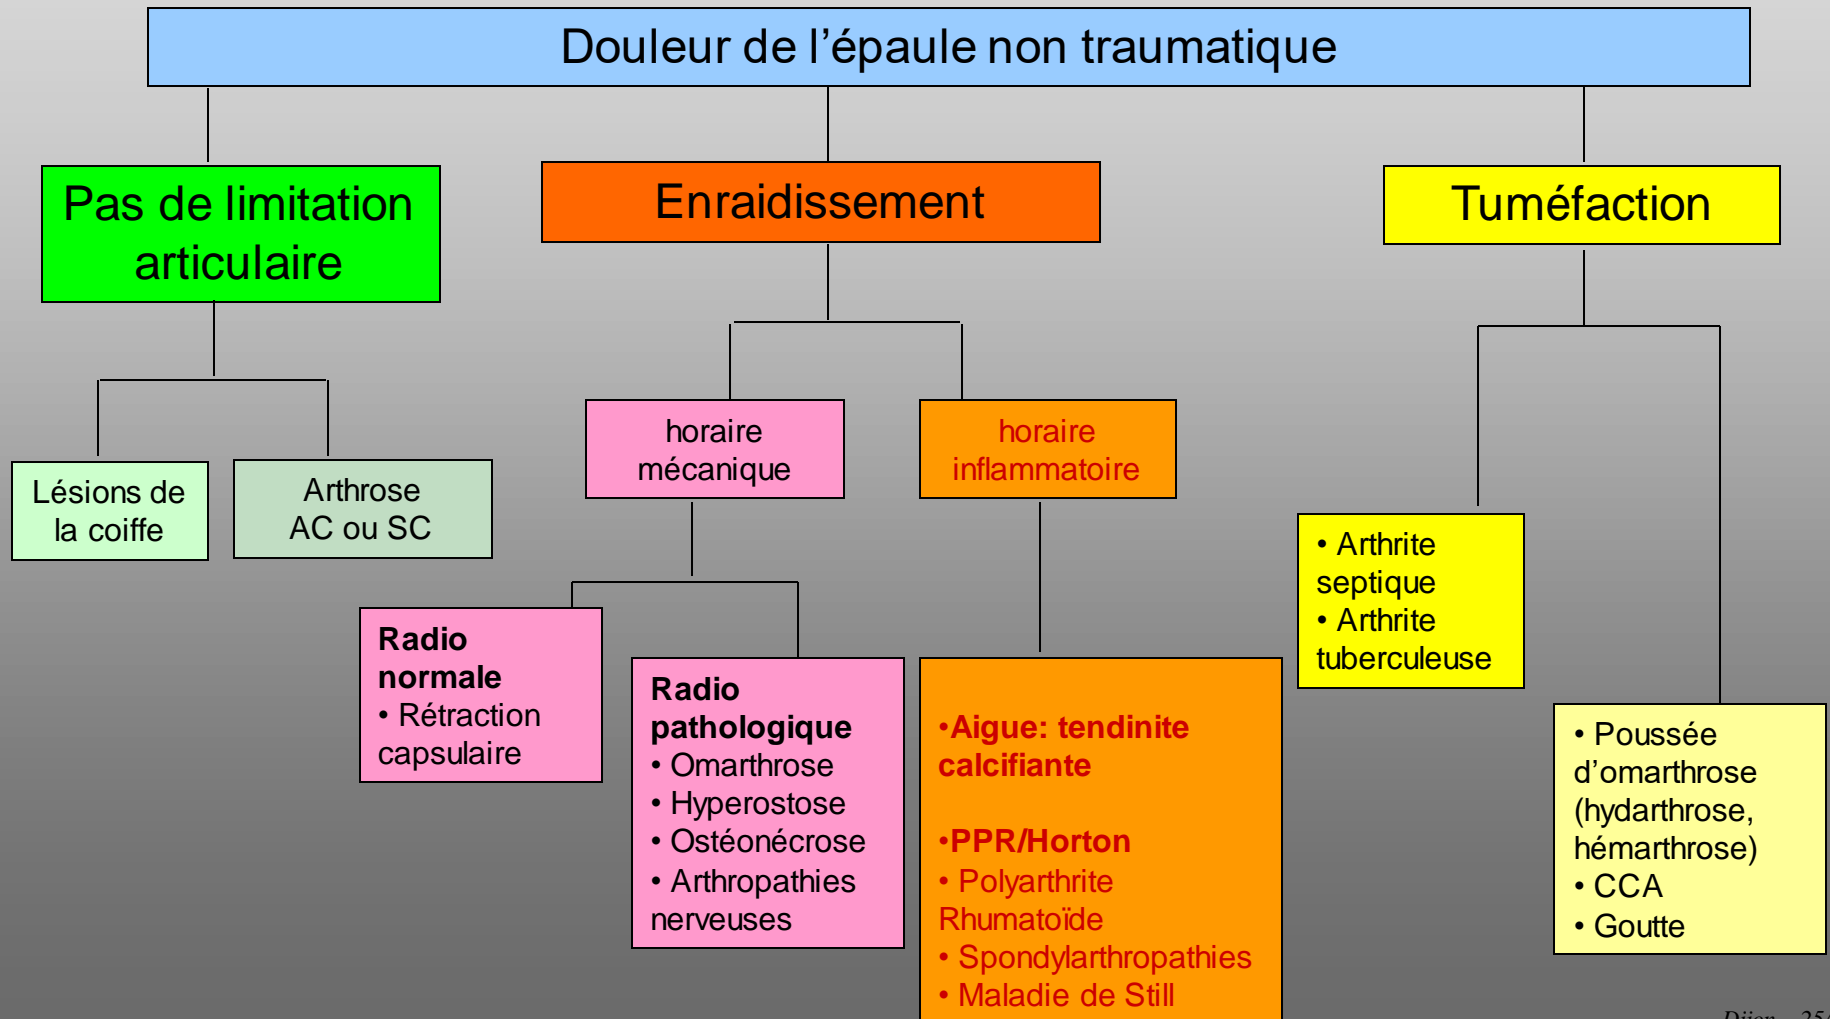 Douleur de l’épaule non traumatique
Pas de limitation
articulaire
Enraidissement
Tuméfaction
horaire
mécanique
horaire
inflammatoire
Lésions de
la coiffe
Arthrose
AC ou SC
Radio
normale
• Rétraction
capsulaire
Radio
pathologique
• Omarthrose
• Hyperostose
• Ostéonécrose
• Arthropathies
nerveuses
•Aigue: tendinite
calcifiante
•PPR/Horton
• Polyarthrite
Rhumatoïde
• Spondylarthropathies
• Maladie de Still
• Arthrite
septique
• Arthrite
tuberculeuse
• Poussée
d’omarthrose
(hydarthrose,
hémarthrose)
• CCA
• Goutte